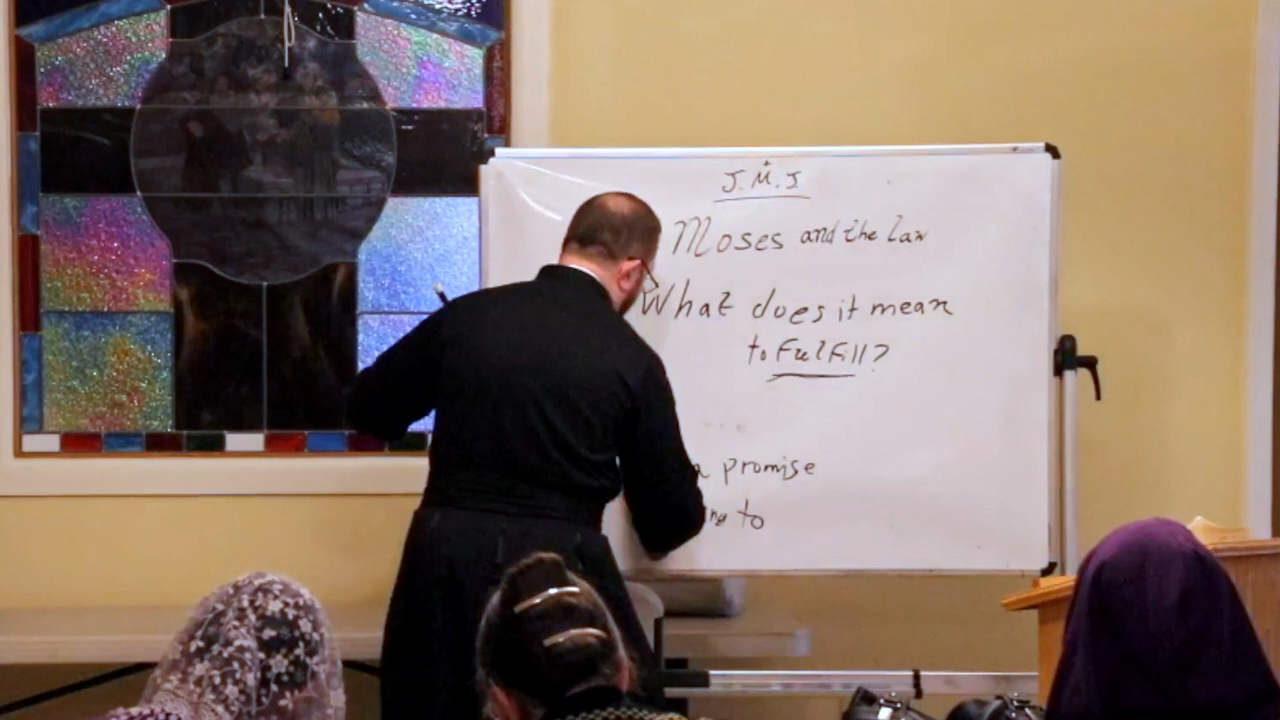 J.M.J
Moses and the Law
What does it mean
to Fulfill?
a promise
to